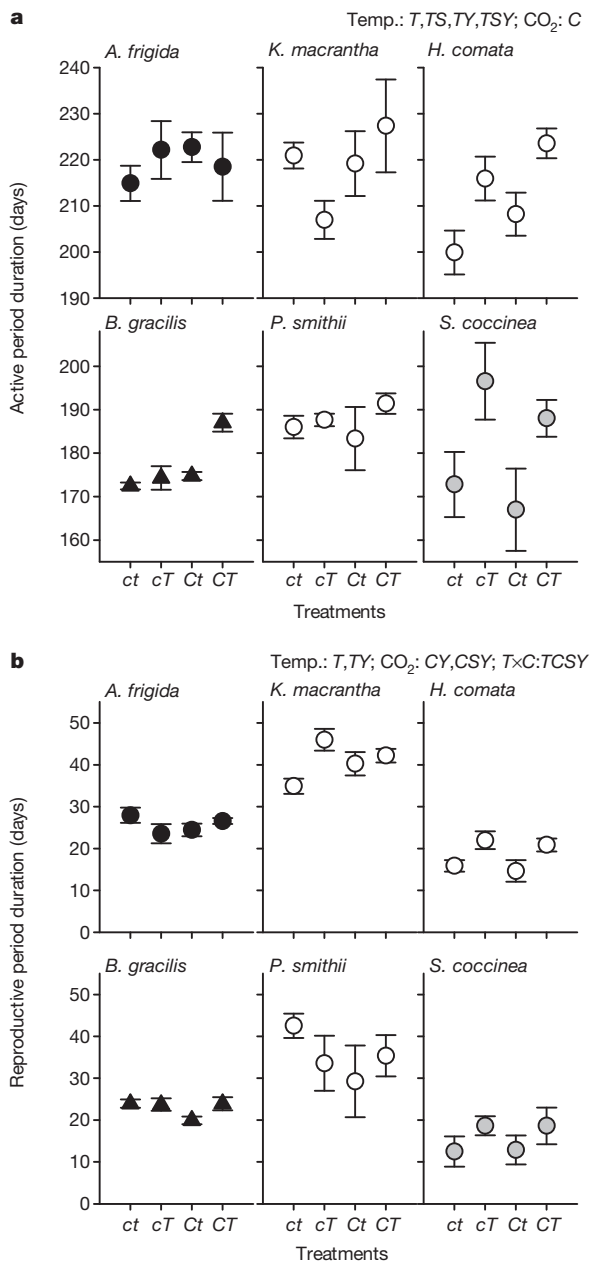 a
Temp.: T,TS,TY,TSY; CO2: C
A. frigida K. macrantha H. comata
240
230
220
210
200
190
B. gracilis P. smithii S. coccinea
200
190
180
170
160
Active period duration (days)
ct cT Ct CT ct cT Ct CT ct cT Ct CT
Treatments
b
Temp.: T,TY; CO2: CY,CSY; T×C:TCSY
A. frigida K. macrantha H. comata
50
40
30
20
10
0
B. gracilis P. smithii S. coccinea
50
40
30
20
10
0
Reproductive period duration (days)
ct cT Ct CT ct cT Ct CT ct cT Ct CT
Treatments